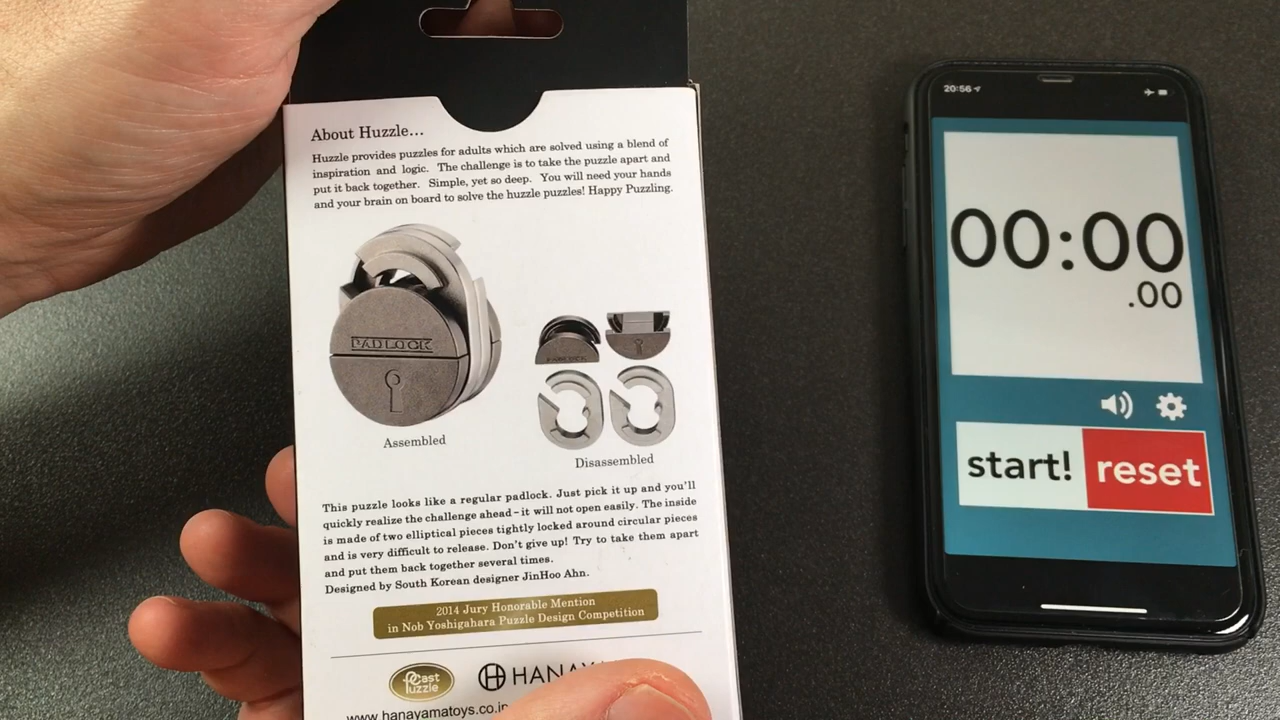 About Huzzle...
Huzzle provides puzzles for adults which are solved using a blend of
inspiration and logic. The challenge is to take the puzzle apart and
put it back together. Simple, yet so deep. You will need your hands
and your brain on board to solve the huzzle puzzles! Happy Puzzling.
PADLOCK
Assembled
Disassembled
This puzzle looks like a regular padlock. Just pick it up and you'll
quickly realize the challenge ahead – it will not open easily. The inside
is made of two elliptical pieces tightly locked around circular pieces
and is very difficult to release. Don't give up! Try to take them apart
and put them back together several times.
Designed by South Korean designer JinHoo Ahn.
2014 Jury Honorable Mention
in Nob Yoshigahara Puzzle Design Competition
Cast
Puzzle
HANAY
www.hanayamatoys.co.jp
20:56
00:00
.00
start!
reset